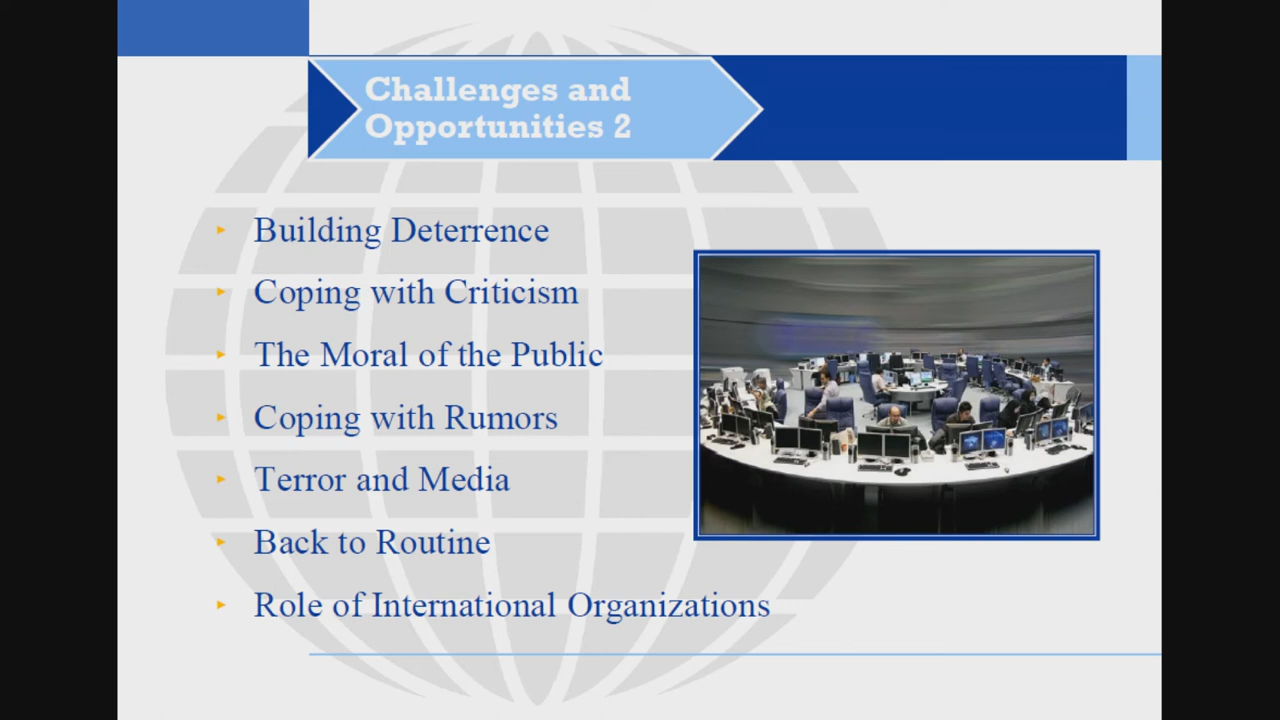 Challenges and
Opportunities 2
Building Deterrence
Coping with Criticism
The Moral of the Public
Coping with Rumors
Terror and Media
Back to Routine
Role of International Organizations